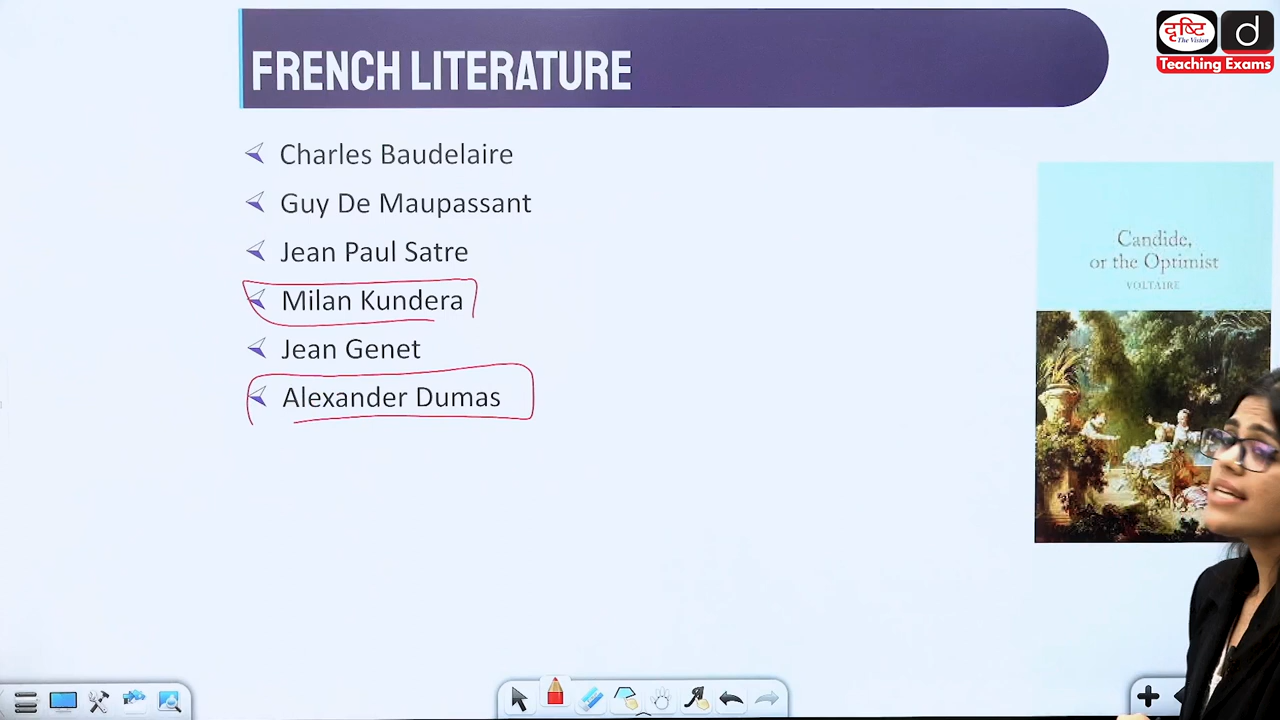 FRENCH LITERATURE
Charles Baudelaire
Guy De Maupassant
Jean Paul Satre
Milan Kundera
Jean Genet
Alexander Dumas
दृष्टि
The Vision
d
Teaching Exams
Candide,
or the Optimist
VOLTAIRE